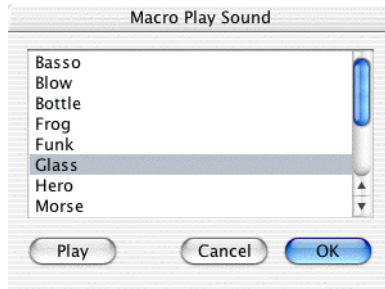 Macro Play Sound
Basso
Blow
Bottle
Frog
Funk
Glass
Hero
Morse
Play Cancel OK